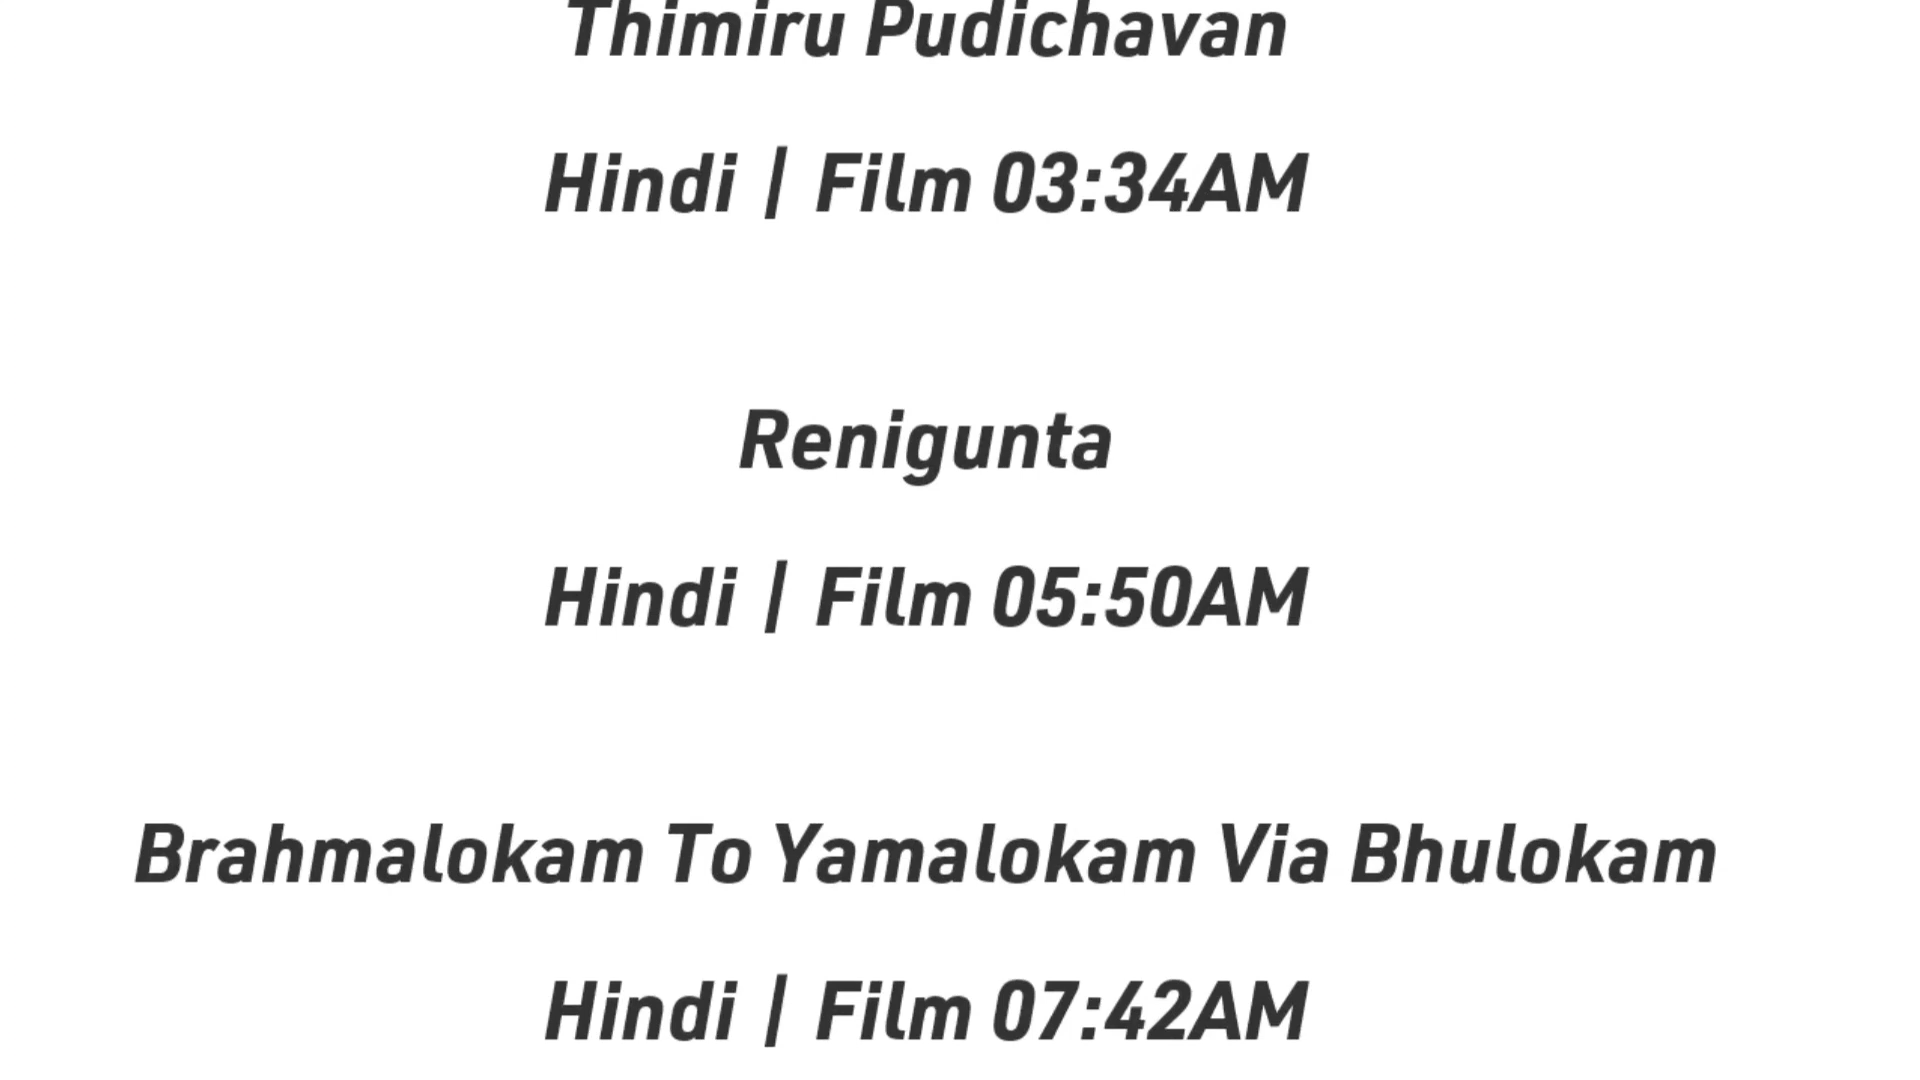 Thimiru Pudichavan
Hindi | Film 03:34AM
Renigunta
Hindi | Film 05:50AM
Brahmalokam To Yamalokam Via Bhulokam
Hindi | Film 07:42AM